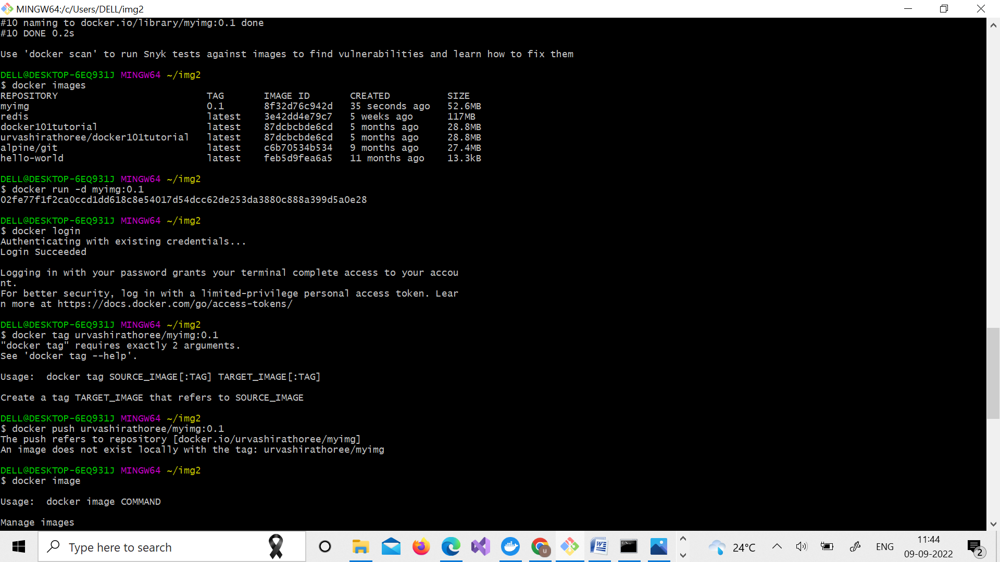 MINGW64:/c/Users/DELL/img2
#10 naming to docker.io/library/myimg:0.1 done
#10 DONE 0.2s
Use 'docker scan' to run Snyk tests against images to find vulnerabilities and learn how to fix them
DELL@DESKTOP-6EQ931J MINGW64 ~/img2
$ docker images
REPOSITORY TAG IMAGE ID CREATED SIZE
myimg 0.1 8f32d76c942d 35 seconds ago 52.6MB
redis latest 3e42dd4e79c7 5 weeks ago 117MB
docker101tutorial latest 87dcbcbde6cd 5 months ago 28.8MB
urvashirathoree/docker101tutorial latest 87dcbcbde6cd 5 months ago 28.8MB
alpine/git latest c6b70534b534 9 months ago 27.4MB
hello-world latest feb5d9fea6a5 11 months ago 13.3kB
DELL@DESKTOP-6EQ931J MINGW64 ~/img2
$ docker run -d myimg:0.1
02fe77f1f2ca0ccd1dd618c8e54017d54dcc62de253da3880c888a399d5a0e28
DELL@DESKTOP-6EQ931J MINGW64 ~/img2
$ docker login
Authenticating with existing credentials...
Login Succeeded
Logging in with your password grants your terminal complete access to your accou
nt.
For better security, log in with a limited-privilege personal access token. Lear
n more at https://docs.docker.com/go/access-tokens/
DELL@DESKTOP-6EQ931J MINGW64 ~/img2
$ docker tag urvashirathoree/myimg:0.1
"docker tag" requires exactly 2 arguments.
See 'docker tag --help'.
Usage:  docker tag SOURCE_IMAGE[:TAG] TARGET_IMAGE[:TAG]
Create a tag TARGET_IMAGE that refers to SOURCE_IMAGE
DELL@DESKTOP-6EQ931J MINGW64 ~/img2
$ docker push urvashirathoree/myimg:0.1
The push refers to repository [docker.io/urvashirathoree/myimg]
An image does not exist locally with the tag: urvashirathoree/myimg
DELL@DESKTOP-6EQ931J MINGW64 ~/img2
$ docker image
Usage:  docker image COMMAND
Manage images
Type here to search
u
W
C:\
24°C
ENG
11:44
09-09-2022
2